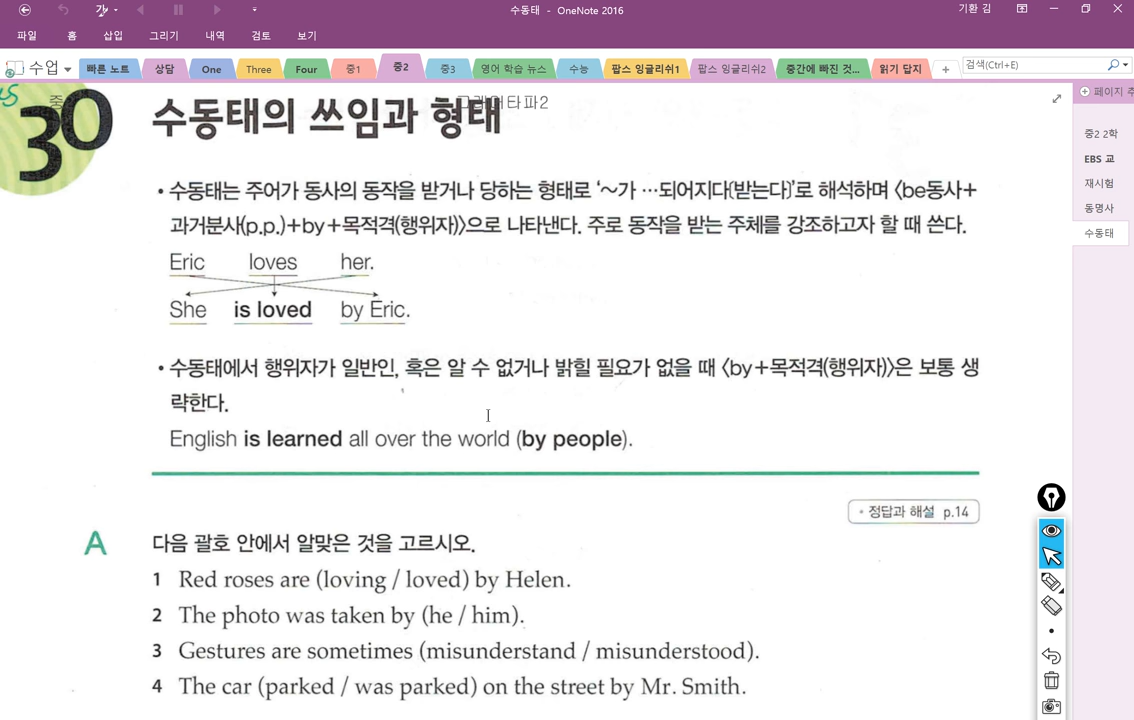 수동태 - OneNote 2016
기환 김
파일 홈 삽입 그리기 내역 검토 보기
수업 빠른 노트 상담 One Three Four 중1 중2 중3 영어 학습 뉴스 수능 팝스 잉글리쉬1 팝스 잉글리쉬2 중간에 빠진 것... 읽기 답지 + 검색(Ctrl+E)
페이지 추
중2 2학
EBS 교
재시험
동명사
수동태
30 수동태의 쓰임과 형태
• 수동태는 주어가 동사의 동작을 받거나 당하는 형태로 '~가 …되어지다(받는다)'로 해석하며 〈be동사+
과거분사(p.p.)+by+목적격(행위자)〉으로 나타낸다. 주로 동작을 받는 주체를 강조하고자 할 때 쓴다.
Eric loves her.
She is loved by Eric.
• 수동태에서 행위자가 일반인, 혹은 알 수 없거나 밝힐 필요가 없을 때 〈by+목적격(행위자)〉은 보통 생
략한다.
English is learned all over the world (by people).
• 정답과 해설 p.14
A 다음 괄호 안에서 알맞은 것을 고르시오.
1 Red roses are (loving / loved) by Helen.
2 The photo was taken by (he / him).
3 Gestures are sometimes (misunderstand / misunderstood).
4 The car (parked / was parked) on the street by Mr. Smith.